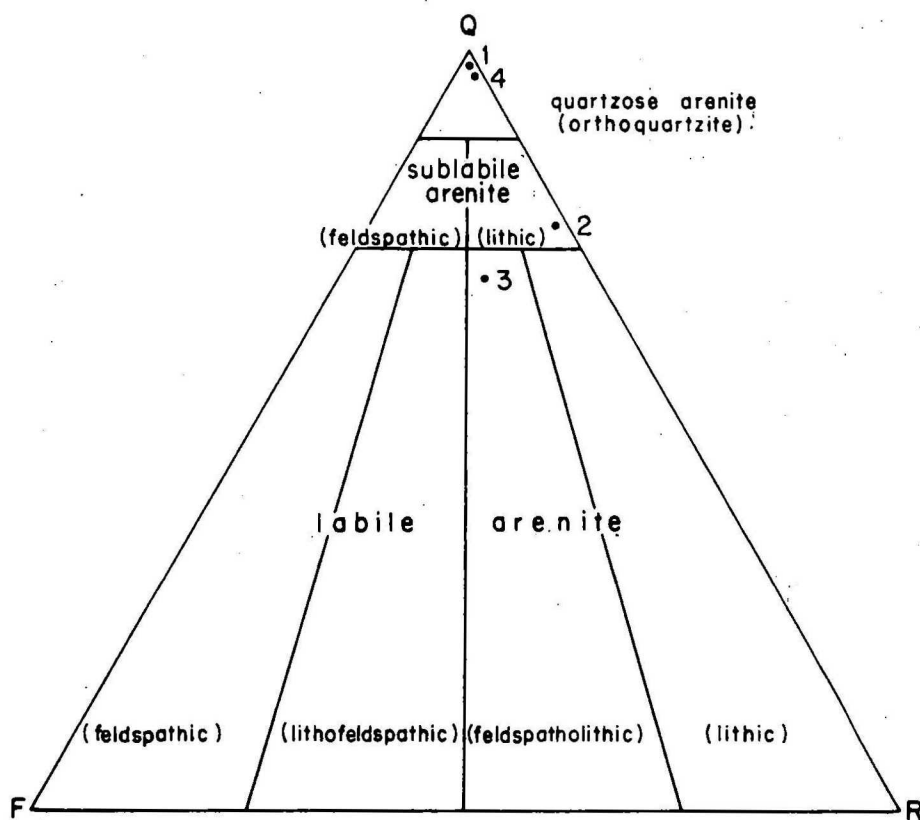 Q
1
4
quartzose arenite
(orthoquartzite)
sublabile
arenite
2
(feldspathic) (lithic)
3
labile arenite
(feldspathic) (lithofeldspathic) (feldspatholithic) (lithic)
F R